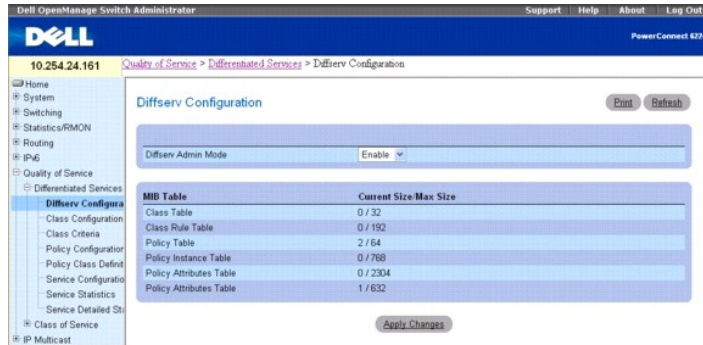 Dell OpenManage Switch Administrator Support Help About Log Out
DELL
PowerConnect 622
10.254.24.161
Quality of Service > Differentiated Services > Diffserv Configuration
Home
System
Switching
Statistics/RMON
Routing
IPv6
Quality of Service
Differentiated Services
Diffserv Configura
Class Configuration
Class Criteria
Policy Configuration
Policy Class Definit
Service Configuratio
Service Statistics
Service Detailed Sta
Class of Service
IP Multicast
Diffserv Configuration
Print Refresh
Diffserv Admin Mode Enable
MIB Table Current Size/Max Size
Class Table 0 / 32
Class Rule Table 0 / 192
Policy Table 2 / 64
Policy Instance Table 0 / 768
Policy Attributes Table 0 / 2304
Policy Attributes Table 1 / 632
Apply Changes